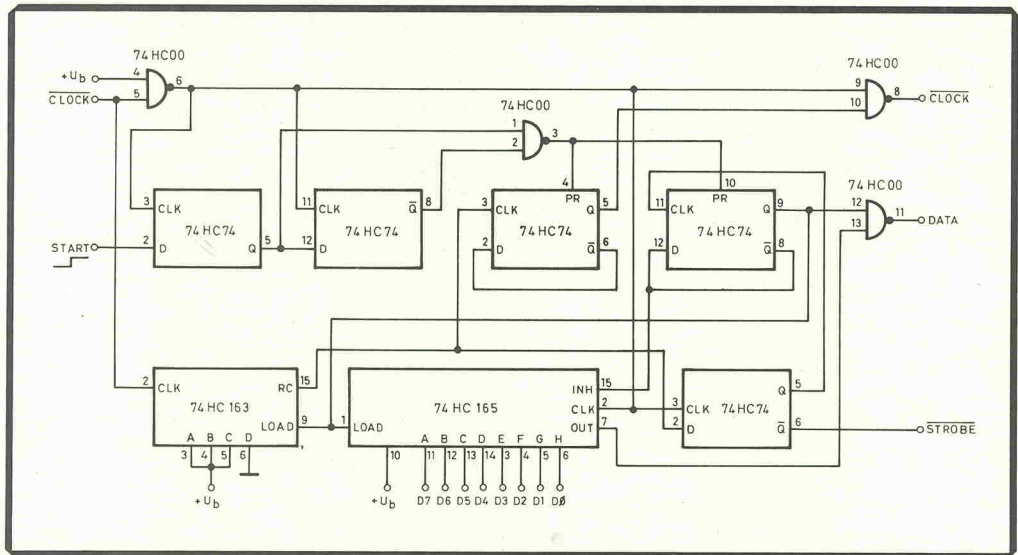 74HC00
+Ub 4
6
CLOCK 5
74HC00
9
10
8 CLOCK
74HC00
1
2
3
3 CLK
74HC74
START 2 D Q 5
11 CLK Q 8
74HC74
12 D
4
PR
3 CLK Q 5
74HC74
2 D Q 6
10
PR
11 CLK Q 9
74HC74
12 D Q 8
74HC00
12
13
11 DATA
2 CLK RC 15
74HC163
LOAD 9
A B C D
3 4 5 6
+Ub
1 LOAD
74HC165
INH 15
CLK 2
OUT 7
A B C D E F G H
10 11 12 13 14 3 4 5 6
+Ub D7 D6 D5 D4 D3 D2 D1 DØ
3 CLK Q 5
74HC74
2 D Q 6 STROBE